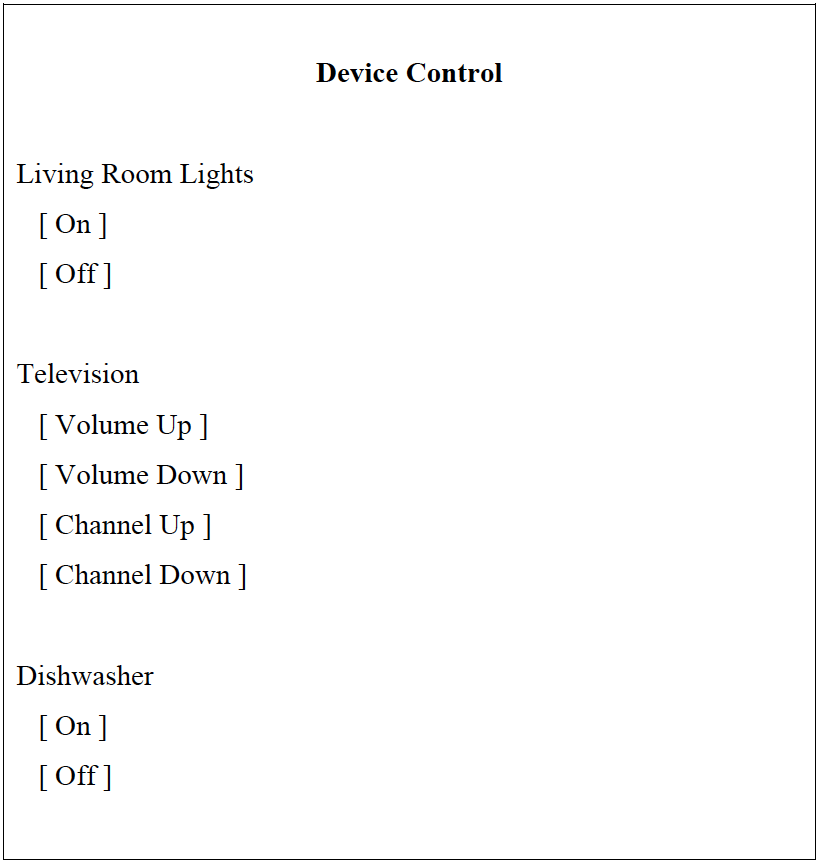 Device Control
Living Room Lights
[ On ]
[ Off ]
Television
[ Volume Up ]
[ Volume Down ]
[ Channel Up ]
[ Channel Down ]
Dishwasher
[ On ]
[ Off ]